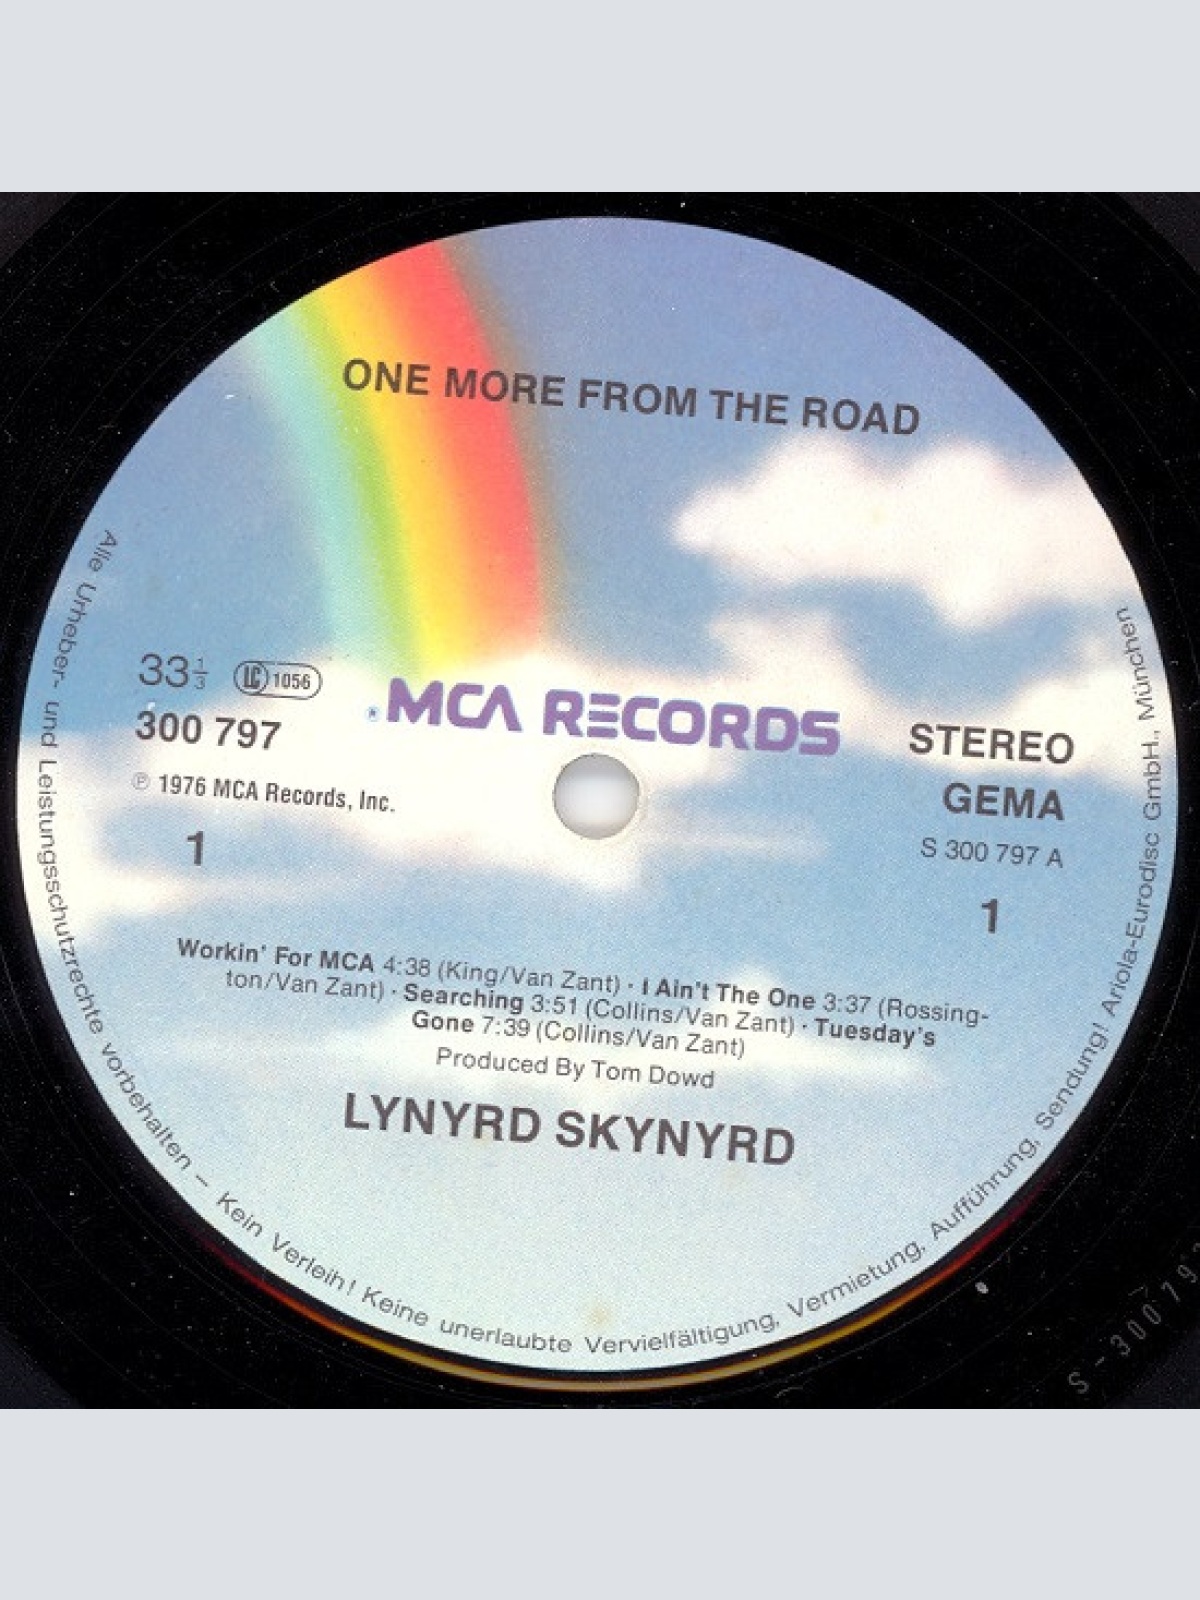 ONE MORE FROM THE ROAD
33 1/3 LC 1056
MCA RECORDS
300 797
STEREO
℗ 1976 MCA Records, Inc.
GEMA
S 300 797 A
1
1
Workin' For MCA 4:38 (King/Van Zant) · I Ain't The One 3:37 (Rossing-
ton/Van Zant) · Searching 3:51 (Collins/Van Zant) · Tuesday's
Gone 7:39 (Collins/Van Zant)
Produced By Tom Dowd
LYNYRD SKYNYRD
Alle Urheber- und Leistungsschutzrechte vorbehalten – Kein Verleih! Keine unerlaubte Vervielfältigung, Vermietung, Aufführung, Sendung! Ariola-Eurodisc GmbH., München